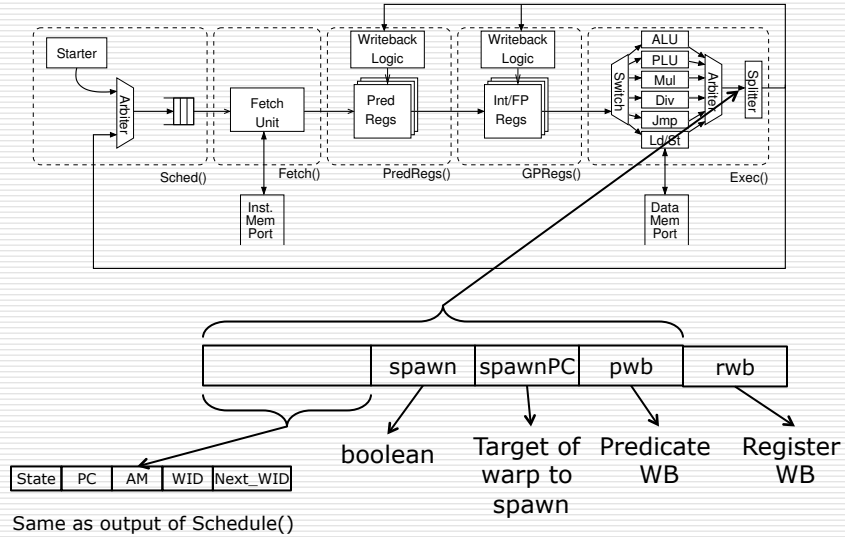 Starter
Arbiter
Sched()
Fetch
Unit
Fetch()
Inst.
Mem
Port
Writeback
Logic
Pred
Regs
PredRegs()
Writeback
Logic
Int/FP
Regs
GPRegs()
Switch
ALU
PLU
Mul
Div
Jmp
Ld/St
Arbiter
Splitter
Exec()
Data
Mem
Port
spawn spawnPC pwb rwb
boolean
Target of
warp to
spawn
Predicate
WB
Register
WB
State PC AM WID Next_WID
Same as output of Schedule()